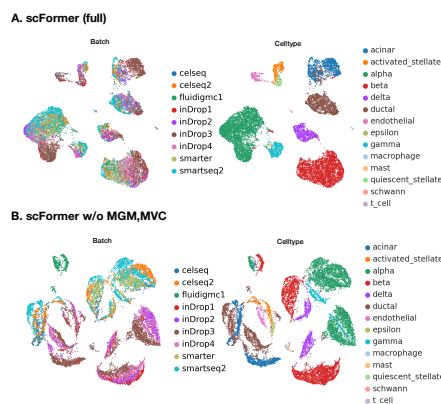 A. scFormer (full)
Batch
celseq
celseq2
fluidigmc1
inDrop1
inDrop2
inDrop3
inDrop4
smarter
smartseq2
Celltype
acinar
activated_stellate
alpha
beta
delta
ductal
endothelial
epsilon
gamma
macrophage
mast
quiescent_stellate
schwann
t_cell
B. scFormer w/o MGM,MVC
Batch
celseq
celseq2
fluidigmc1
inDrop1
inDrop2
inDrop3
inDrop4
smarter
smartseq2
Celltype
acinar
activated_stellate
alpha
beta
delta
ductal
endothelial
epsilon
gamma
macrophage
mast
quiescent_stellate
schwann
t_cell